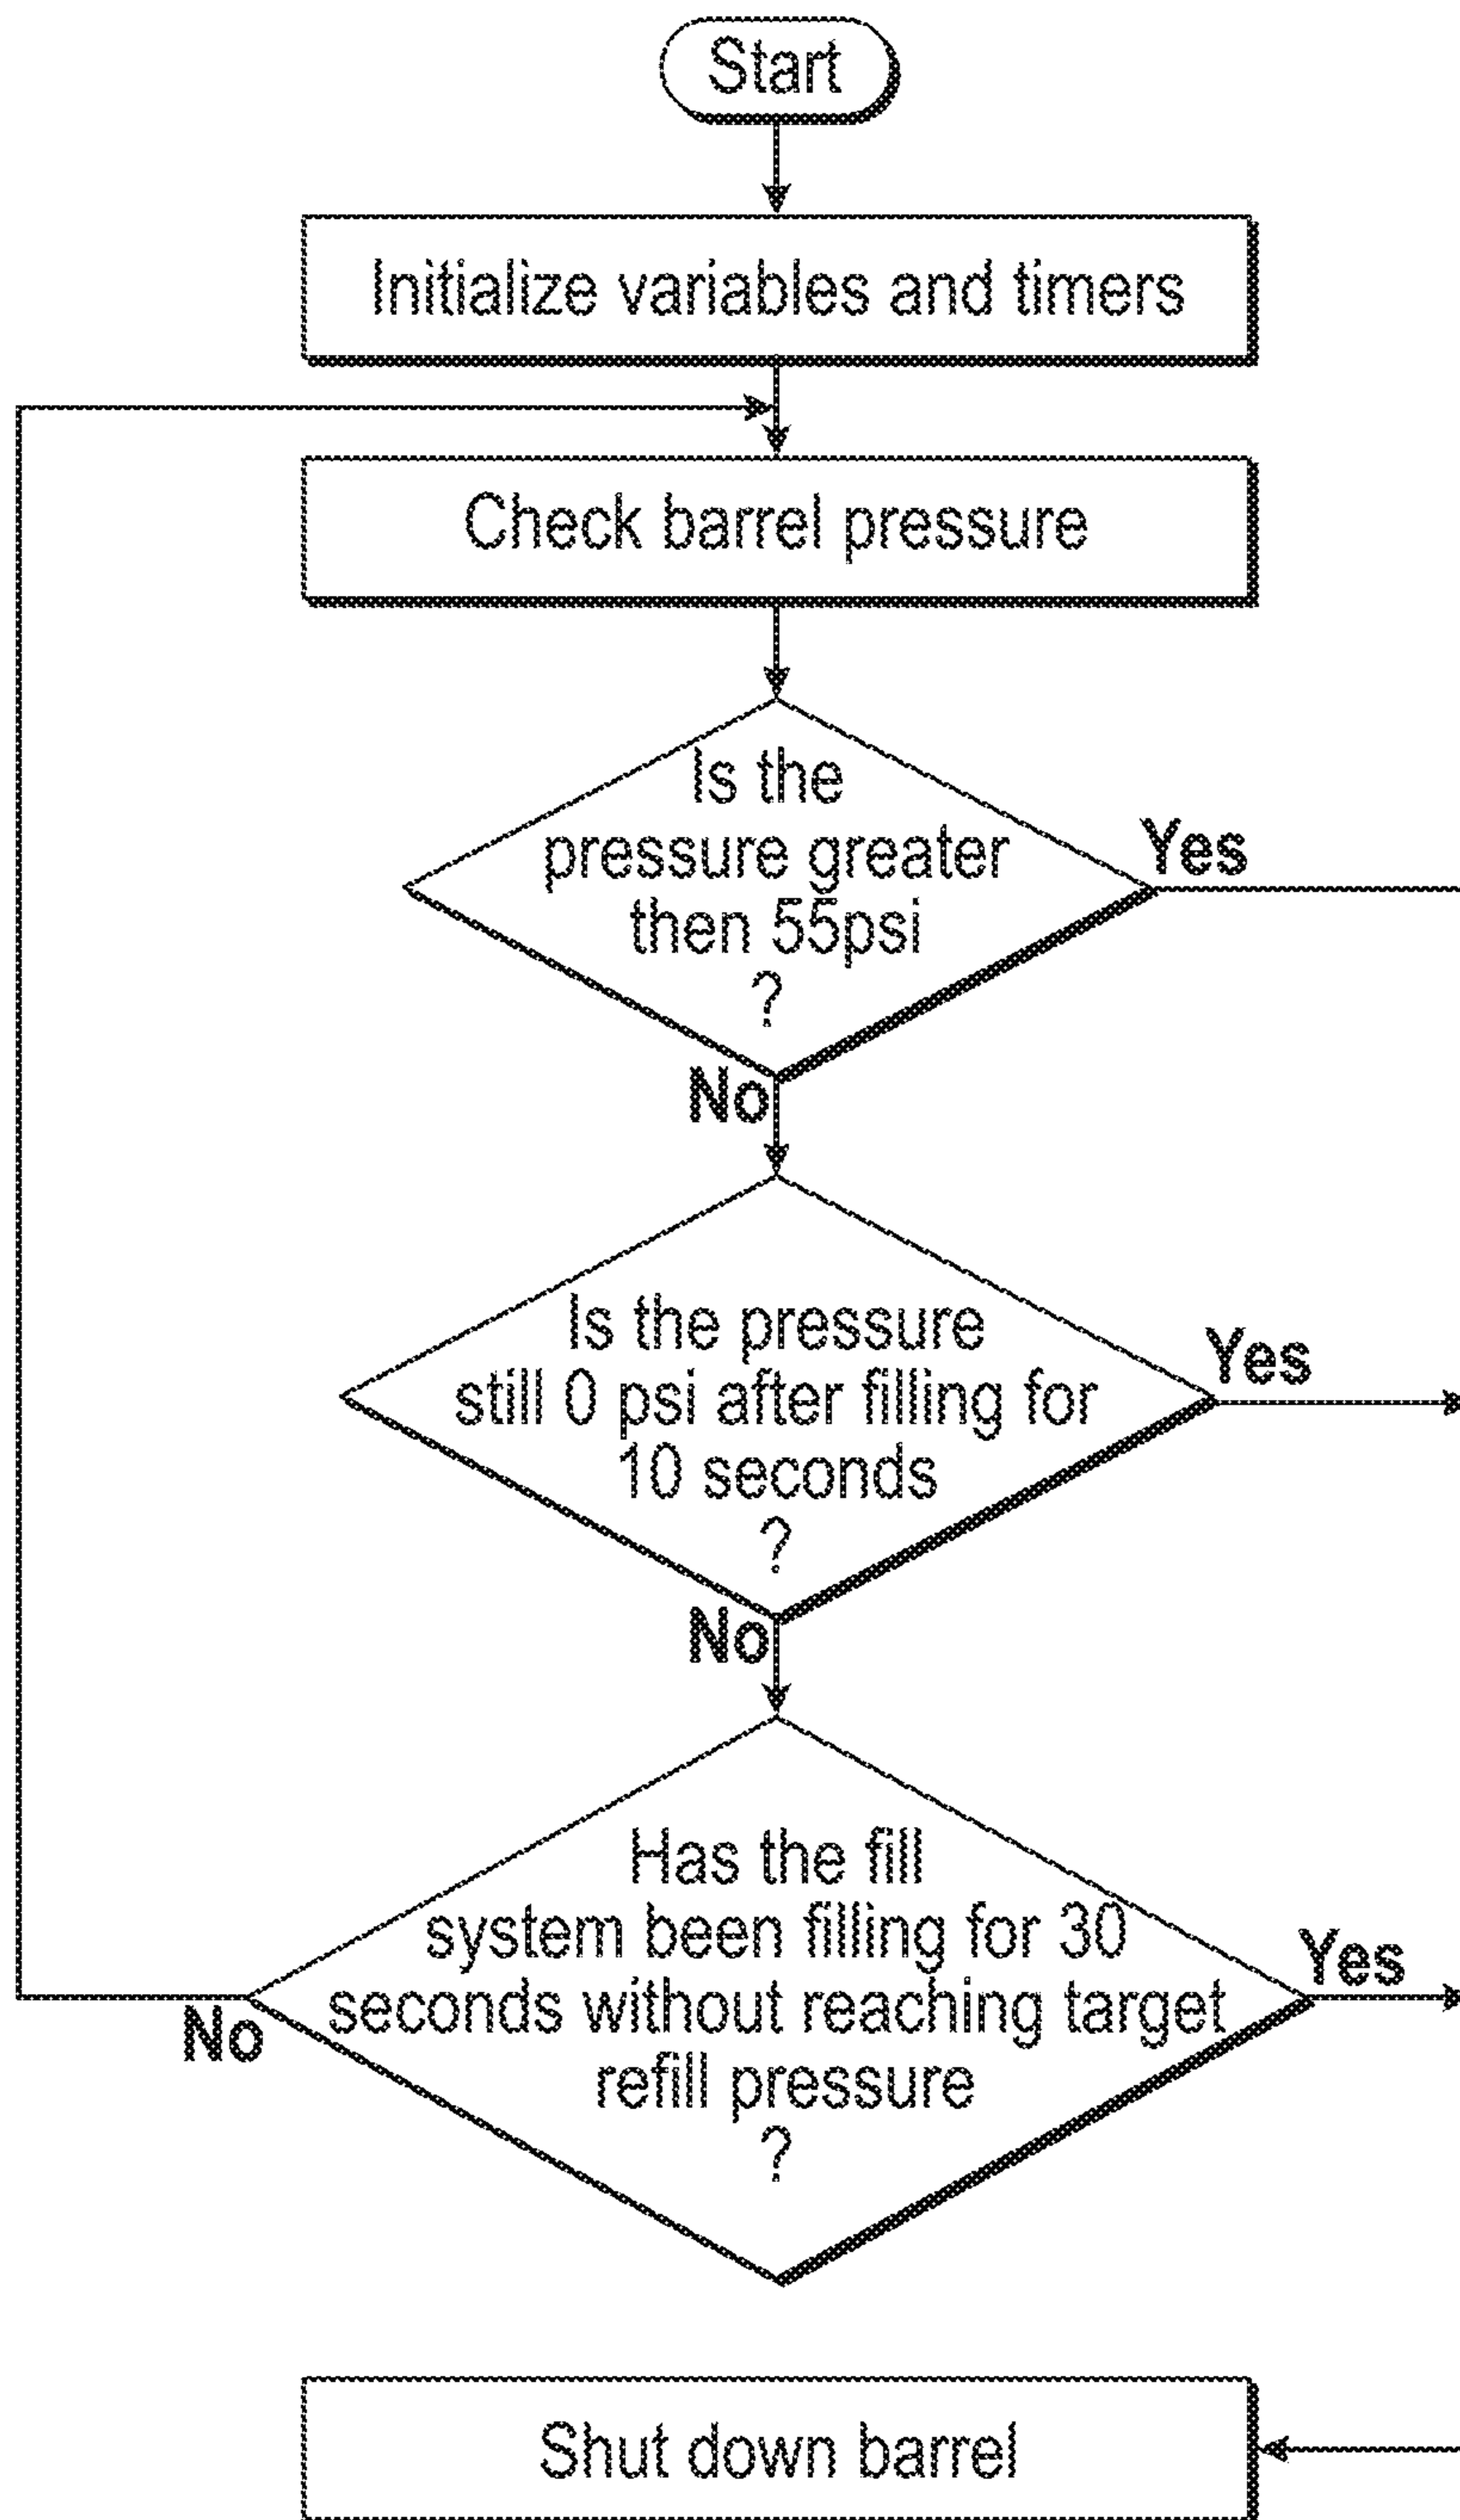 Start
Initialize variables and timers
Check barrel pressure
Is the
pressure greater
then 55psi
?
Yes
No
Is the pressure
still 0 psi after filling for
10 seconds
?
Yes
No
Has the fill
system been filling for 30
seconds without reaching target
refill pressure
?
Yes
No
Shut down barrel